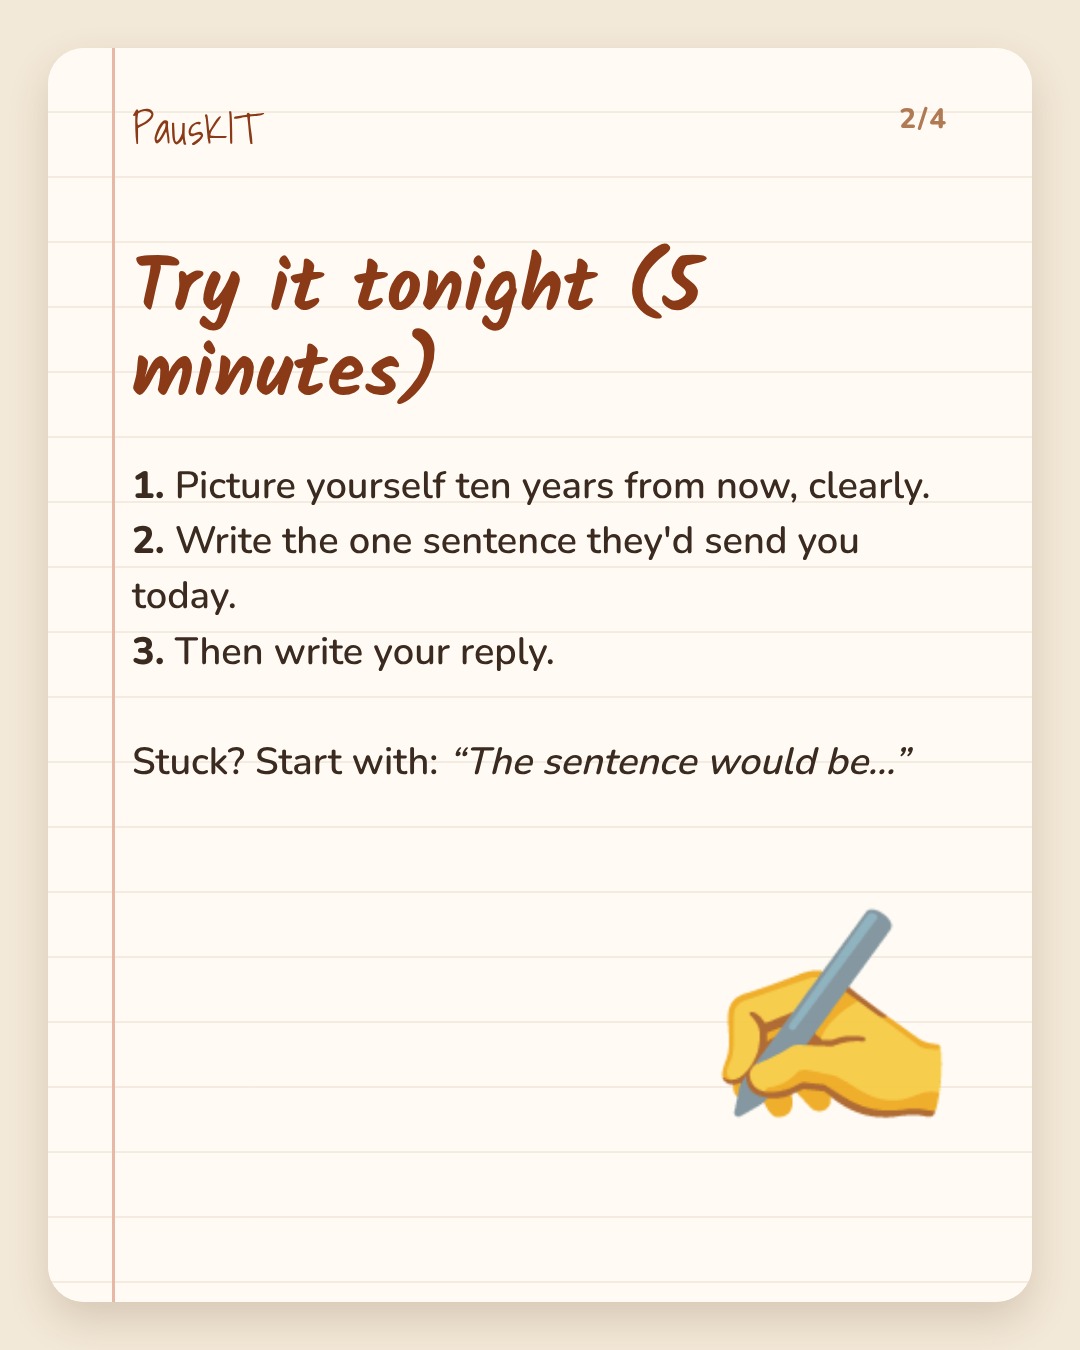 PausKIT
2/4
Try it tonight (5
minutes)
1. Picture yourself ten years from now, clearly.
2. Write the one sentence they'd send you
today.
3. Then write your reply.
Stuck? Start with: “The sentence would be...”